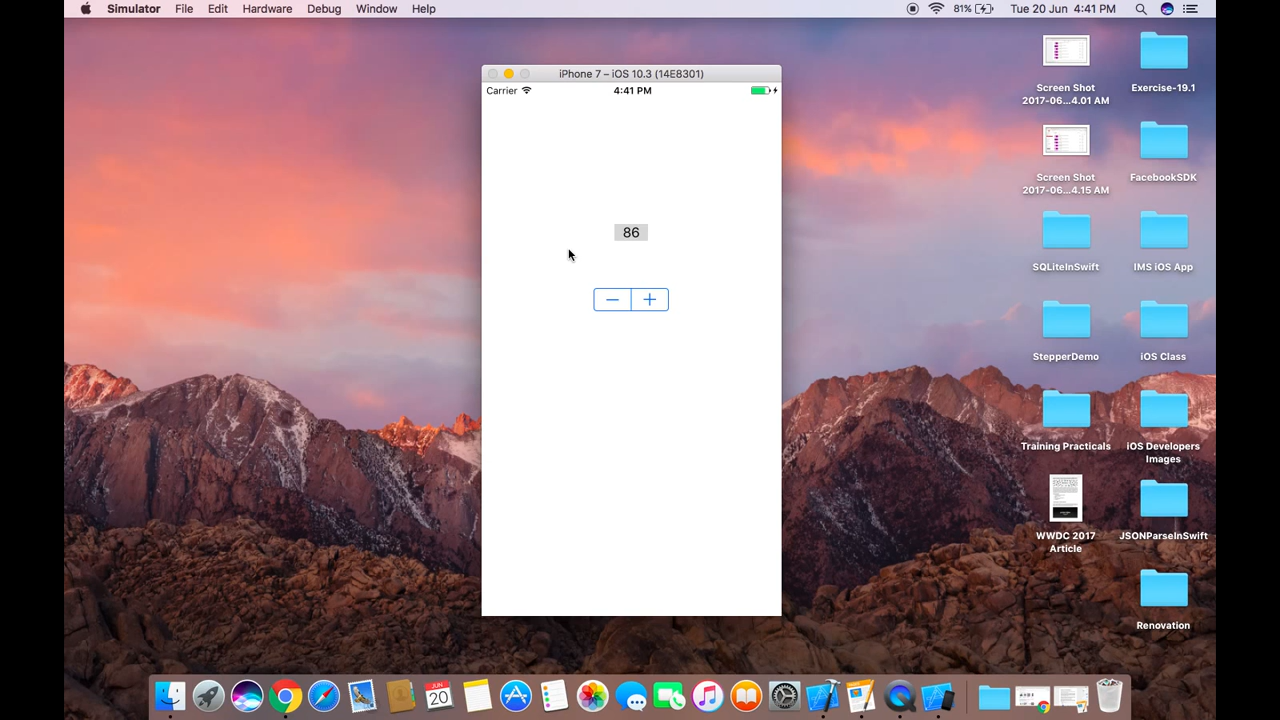 Simulator File Edit Hardware Debug Window Help 81% Tue 20 Jun 4:41 PM
iPhone 7 – iOS 10.3 (14E8301)
Carrier 4:41 PM
86
Screen Shot
2017-06...4.01 AM
Exercise-19.1
Screen Shot
2017-06...4.15 AM
FacebookSDK
SQLiteInSwift
IMS iOS App
StepperDemo
iOS Class
Training Practicals
iOS Developers
Images
WWDC 2017
Article
JSONParseInSwift
Renovation
JUN
20